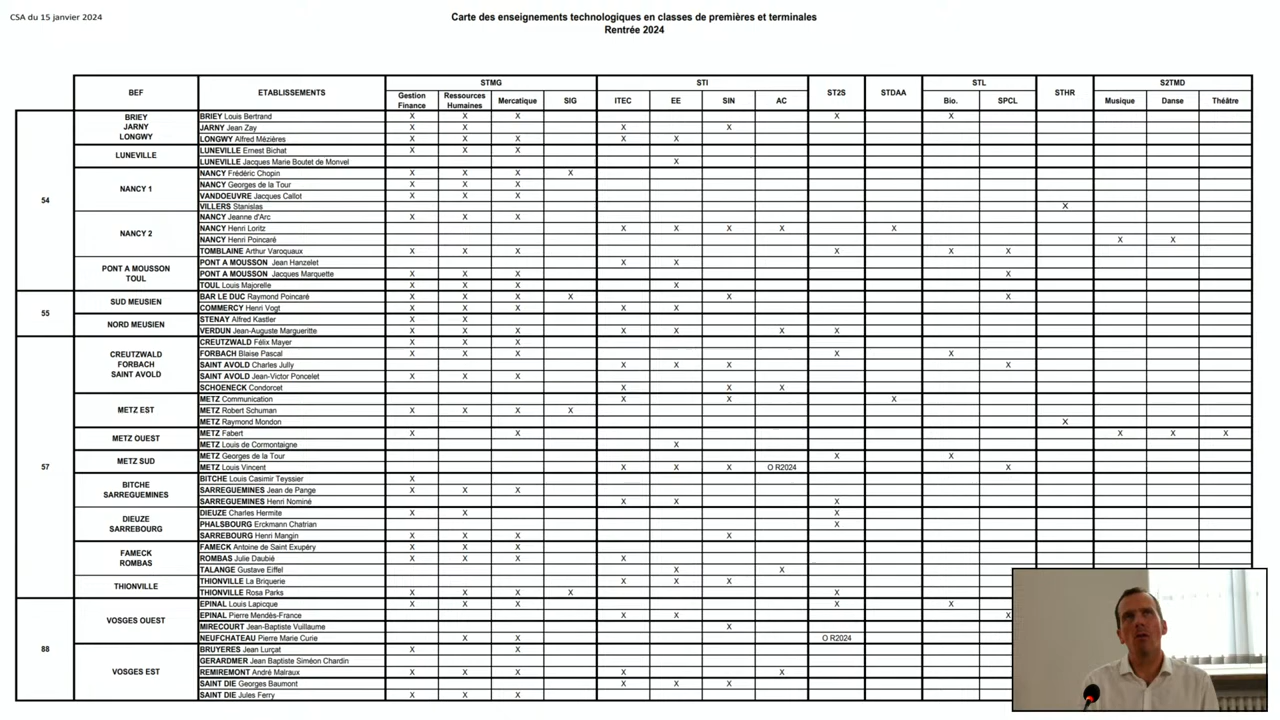 CSA du 15 janvier 2024
Carte des enseignements technologiques en classes de premières et terminales
Rentrée 2024
BEF ETABLISSEMENTS STMG STI ST2S STDAA STL STHR S2TMD
Gestion Finance Ressources Humaines Mercatique SIG ITEC EE SIN AC Bio. SPCL Musique Danse Théâtre
54
BRIEY JARNY LONGWY
BRIEY Louis Bertrand X X X X X
JARNY Jean Zay X X X X
LONGWY Alfred Mézières X X X X X
LUNEVILLE
LUNEVILLE Ernest Bichat X X X
LUNEVILLE Jacques Marie Boutet de Monvel X
NANCY 1
NANCY Frédéric Chopin X X X X
NANCY Georges de la Tour X X X
VANDOEUVRE Jacques Callot X X X
VILLERS Stanislas X
NANCY 2
NANCY Jeanne d'Arc X X X
NANCY Henri Loritz X X X X X
NANCY Henri Poincaré X X
TOMBLAINE Arthur Varoquaux X X X X X X
PONT A MOUSSON TOUL
PONT A MOUSSON Jean Hanzelet X X
PONT A MOUSSON Jacques Marquette X X X X
TOUL Louis Majorelle X X X X
55
SUD MEUSIEN
BAR LE DUC Raymond Poincaré X X X X X X
COMMERCY Henri Vogt X X X X X
NORD MEUSIEN
STENAY Alfred Kastler X X
VERDUN Jean-Auguste Margueritte X X X X X X X
57
CREUTZWALD FORBACH SAINT AVOLD
CREUTZWALD Félix Mayer X X X
FORBACH Blaise Pascal X X X X X
SAINT AVOLD Charles Jully X X X X
SAINT AVOLD Jean-Victor Poncelet X X X
SCHOENECK Condorcet X X X
METZ EST
METZ Communication X X X
METZ Robert Schuman X X X X
METZ Raymond Mondon X
METZ OUEST
METZ Fabert X X X X X
METZ Louis de Cormontaigne X
METZ SUD
METZ Georges de la Tour X X
METZ Louis Vincent X X X O R2024 X
BITCHE SARREGUEMINES
BITCHE Louis Casimir Teyssier X
SARREGUEMINES Jean de Pange X X X
SARREGUEMINES Henri Nominé X X X
DIEUZE SARREBOURG
DIEUZE Charles Hermite X X X
PHALSBOURG Erckmann Chatrian X
SARREBOURG Henri Mangin X X X X
FAMECK ROMBAS
FAMECK Antoine de Saint Exupéry X X X
ROMBAS Julie Daubié X X X X
TALANGE Gustave Eiffel X X
THIONVILLE
THIONVILLE La Briquerie X X X
THIONVILLE Rosa Parks X X X X X
88
VOSGES OUEST
EPINAL Louis Lapicque X X X X X
EPINAL Pierre Mendès-France X X X
MIRECOURT Jean-Baptiste Vuillaume X
NEUFCHATEAU Pierre Marie Curie X X O R2024
VOSGES EST
BRUYERES Jean Lurçat X X
GERARDMER Jean Baptiste Siméon Chardin
REMIREMONT André Malraux X X X X X
SAINT DIE Georges Baumont X X X
SAINT DIE Jules Ferry X X X